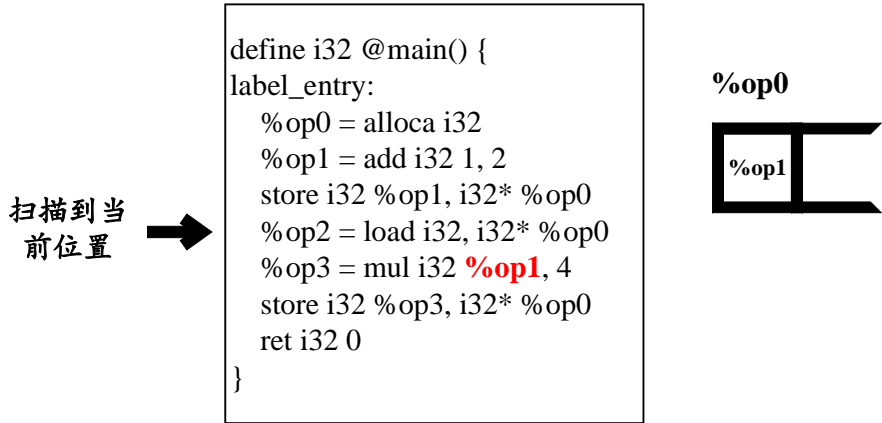 define i32 @main() {
label_entry:
%op0 = alloca i32
%op1 = add i32 1, 2
store i32 %op1, i32* %op0
%op2 = load i32, i32* %op0
%op3 = mul i32 %op1, 4
store i32 %op3, i32* %op0
ret i32 0
}
扫描到当
前位置
%op0
%op1